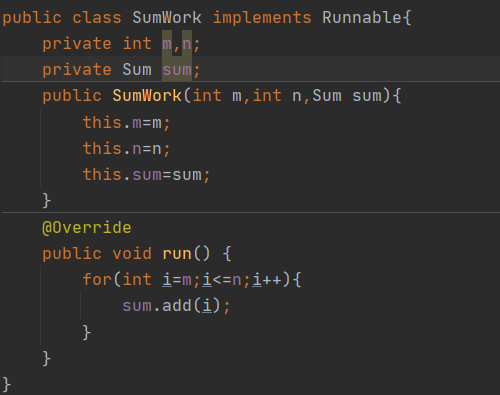 public class SumWork implements Runnable{
    private int m,n;
    private Sum sum;
    public SumWork(int m,int n,Sum sum){
        this.m=m;
        this.n=n;
        this.sum=sum;
    }
    @Override
    public void run() {
        for(int i=m;i<=n;i++){
            sum.add(i);
        }
    }
}